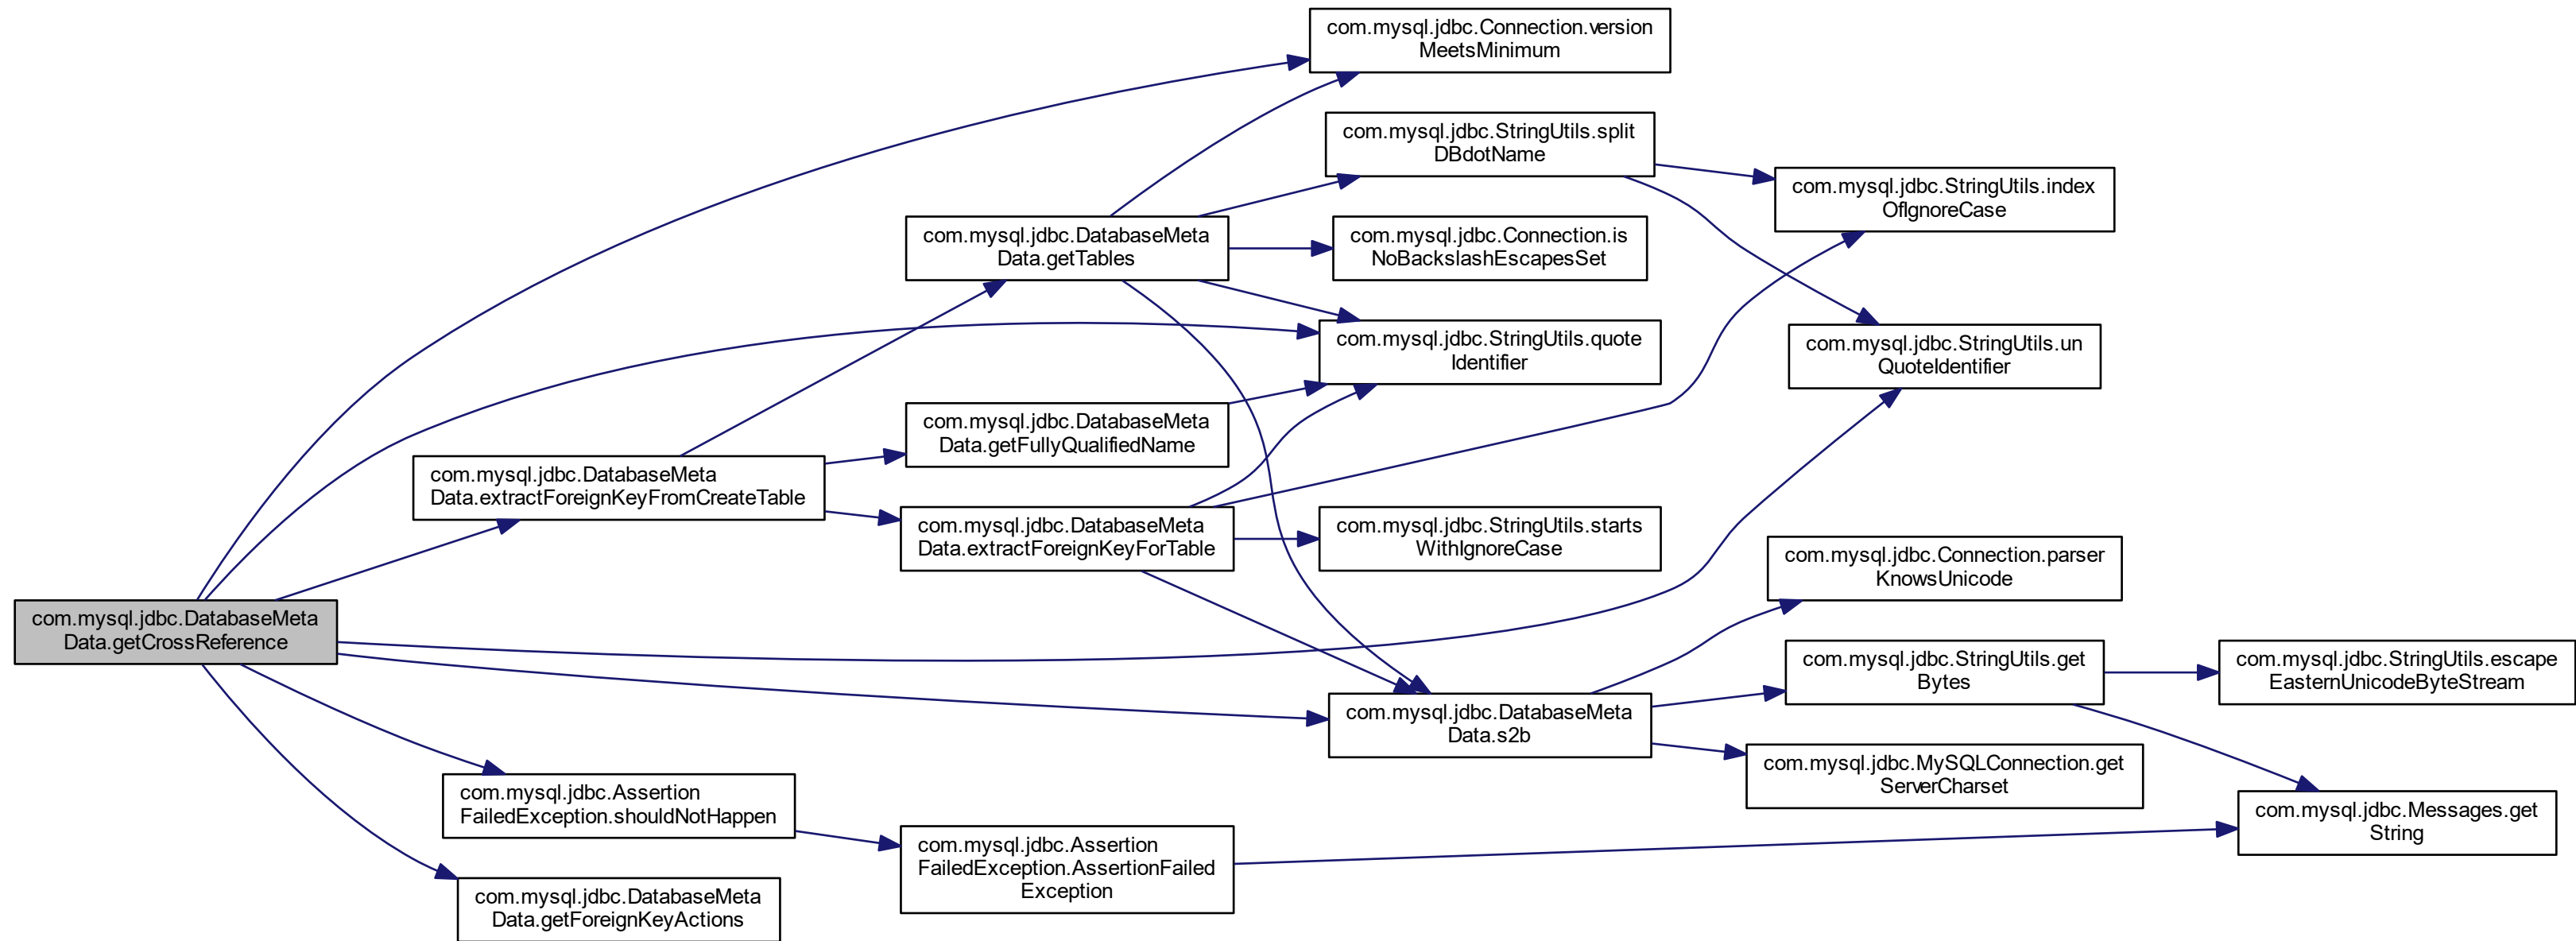 com.mysql.jdbc.Connection.version
MeetsMinimum
com.mysql.jdbc.StringUtils.split
DBdotName
com.mysql.jdbc.StringUtils.index
OfIgnoreCase
com.mysql.jdbc.DatabaseMeta
Data.getTables
com.mysql.jdbc.Connection.is
NoBackslashEscapesSet
com.mysql.jdbc.StringUtils.quote
Identifier
com.mysql.jdbc.StringUtils.un
QuoteIdentifier
com.mysql.jdbc.DatabaseMeta
Data.getFullyQualifiedName
com.mysql.jdbc.DatabaseMeta
Data.extractForeignKeyFromCreateTable
com.mysql.jdbc.DatabaseMeta
Data.extractForeignKeyForTable
com.mysql.jdbc.StringUtils.starts
WithIgnoreCase
com.mysql.jdbc.Connection.parser
KnowsUnicode
com.mysql.jdbc.DatabaseMeta
Data.getCrossReference
com.mysql.jdbc.StringUtils.get
Bytes
com.mysql.jdbc.StringUtils.escape
EasternUnicodeByteStream
com.mysql.jdbc.DatabaseMeta
Data.s2b
com.mysql.jdbc.MySQLConnection.get
ServerCharset
com.mysql.jdbc.Assertion
FailedException.shouldNotHappen
com.mysql.jdbc.Messages.get
String
com.mysql.jdbc.Assertion
FailedException.AssertionFailed
Exception
com.mysql.jdbc.DatabaseMeta
Data.getForeignKeyActions